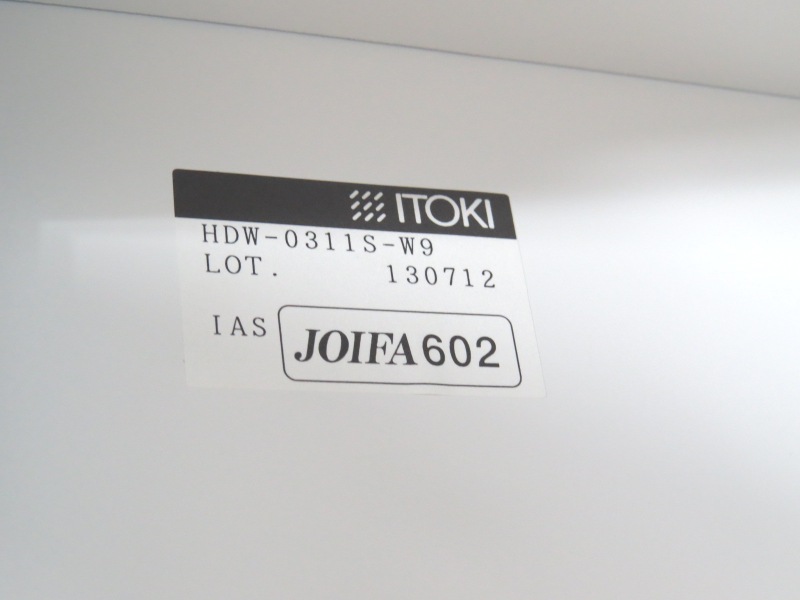 ITOKI
HDW-0311S-W9
LOT. 130712
IAS JOIFA602